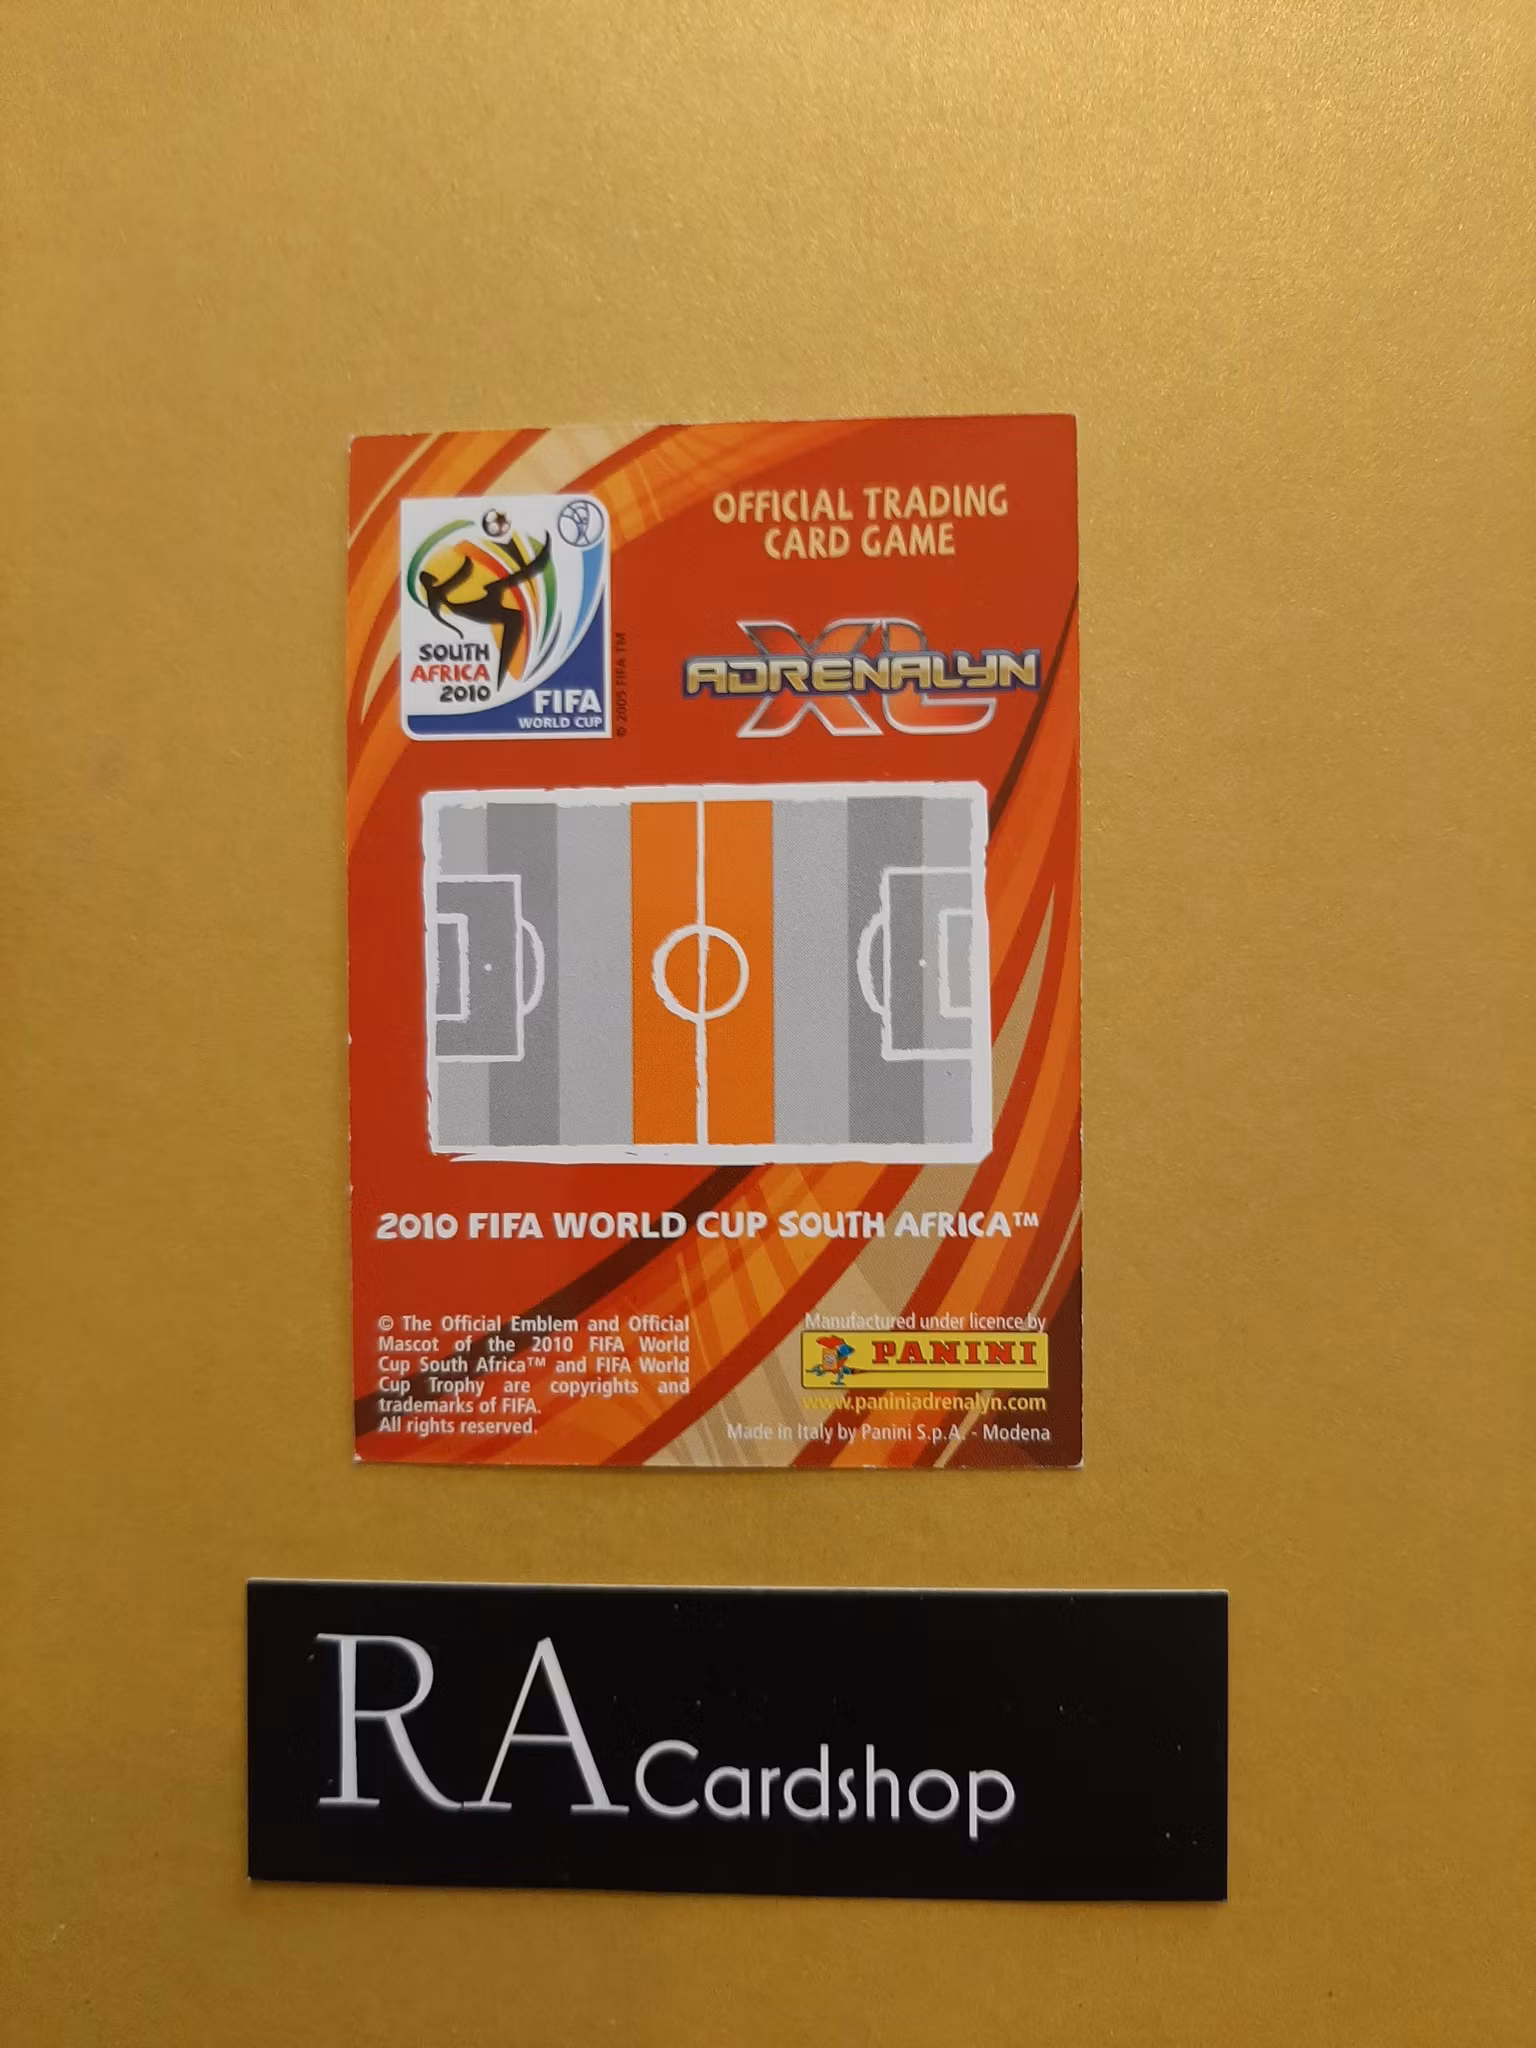 OFFICIAL TRADING
CARD GAME
SOUTH
AFRICA
2010
FIFA
WORLD CUP
© 2005 FIFA TM
ADRENALYN
XL
2010 FIFA WORLD CUP SOUTH AFRICA™
© The Official Emblem and Official
Mascot of the 2010 FIFA World
Cup South Africa™ and FIFA World
Cup Trophy are copyrights and
trademarks of FIFA.
All rights reserved.
Manufactured under licence by
PANINI
www.paniniadrenalyn.com
Made in Italy by Panini S.p.A. - Modena
RA Cardshop